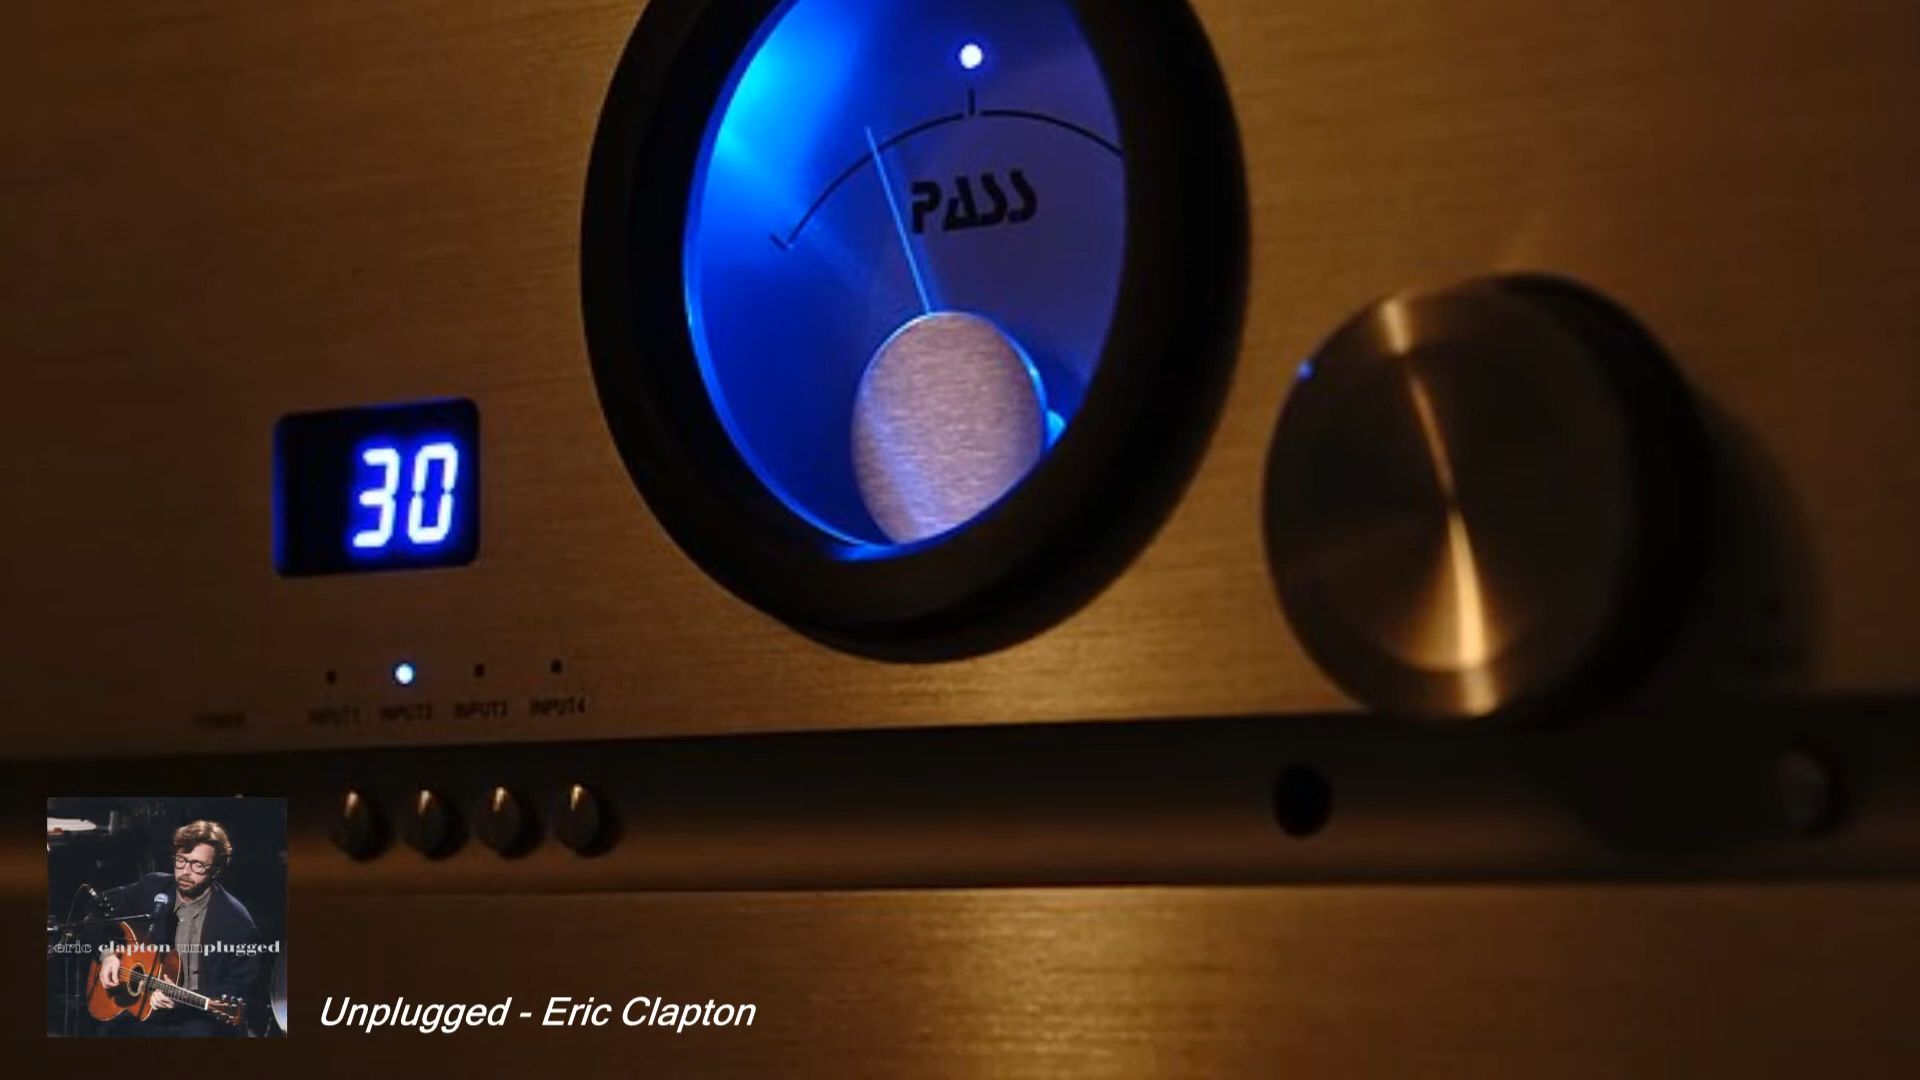 PASS
30
INPUT1 INPUT2 INPUT3 INPUT4
eric clapton unplugged
Unplugged - Eric Clapton